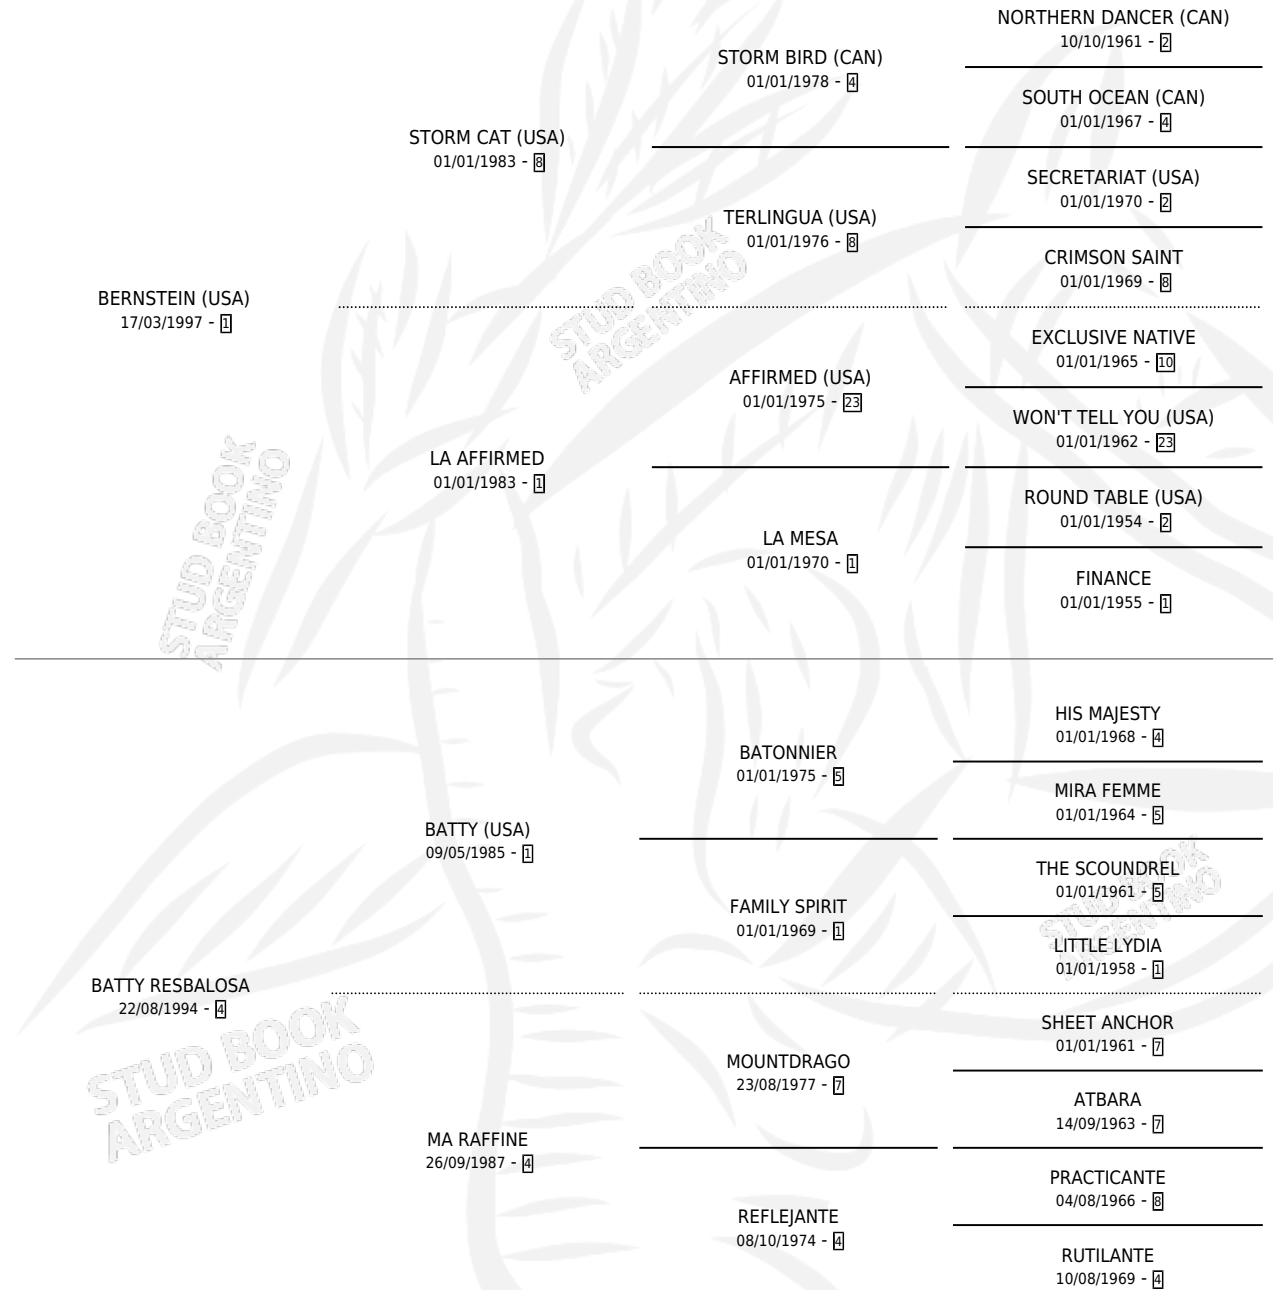 NORTHERN DANCER (CAN)
10/10/1961 - 2
STORM BIRD (CAN)
01/01/1978 - 4
SOUTH OCEAN (CAN)
01/01/1967 - 4
STORM CAT (USA)
01/01/1983 - 8
SECRETARIAT (USA)
01/01/1970 - 2
TERLINGUA (USA)
01/01/1976 - 8
CRIMSON SAINT
01/01/1969 - 8
BERNSTEIN (USA)
17/03/1997 - 1
EXCLUSIVE NATIVE
01/01/1965 - 10
AFFIRMED (USA)
01/01/1975 - 23
WON'T TELL YOU (USA)
01/01/1962 - 23
LA AFFIRMED
01/01/1983 - 1
ROUND TABLE (USA)
01/01/1954 - 2
LA MESA
01/01/1970 - 1
FINANCE
01/01/1955 - 1
HIS MAJESTY
01/01/1968 - 4
BATONNIER
01/01/1975 - 5
MIRA FEMME
01/01/1964 - 5
BATTY (USA)
09/05/1985 - 1
THE SCOUNDREL
01/01/1961 - 5
FAMILY SPIRIT
01/01/1969 - 1
LITTLE LYDIA
01/01/1958 - 1
BATTY RESBALOSA
22/08/1994 - 4
SHEET ANCHOR
01/01/1961 - 7
MOUNTDRAGO
23/08/1977 - 7
ATBARA
14/09/1963 - 7
MA RAFFINE
26/09/1987 - 4
PRACTICANTE
04/08/1966 - 8
REFLEJANTE
08/10/1974 - 4
RUTILANTE
10/08/1969 - 4
STUD BOOK
ARGENTINO
STUD BOOK
ARGENTINO
STUD BOOK
ARGENTINO
STUD BOOK
ARGENTINO